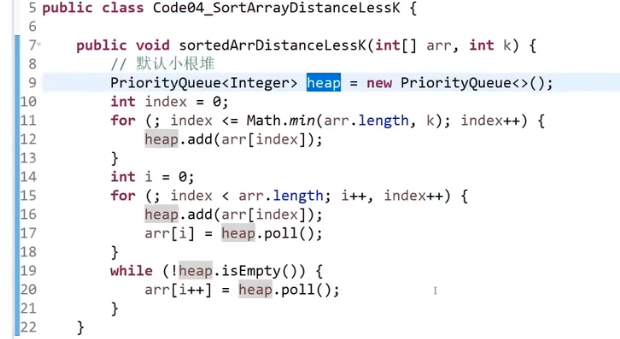 5 public class Code04_SortArrayDistanceLessK {
6
7 public void sortedArrDistanceLessK(int[] arr, int k) {
8 // 默认小根堆
9 PriorityQueue<Integer> heap = new PriorityQueue<>();
10 int index = 0;
11 for (; index <= Math.min(arr.length, k); index++) {
12 heap.add(arr[index]);
13 }
14 int i = 0;
15 for (; index < arr.length; i++, index++) {
16 heap.add(arr[index]);
17 arr[i] = heap.poll();
18 }
19 while (!heap.isEmpty()) {
20 arr[i++] = heap.poll();
21 }
22 }